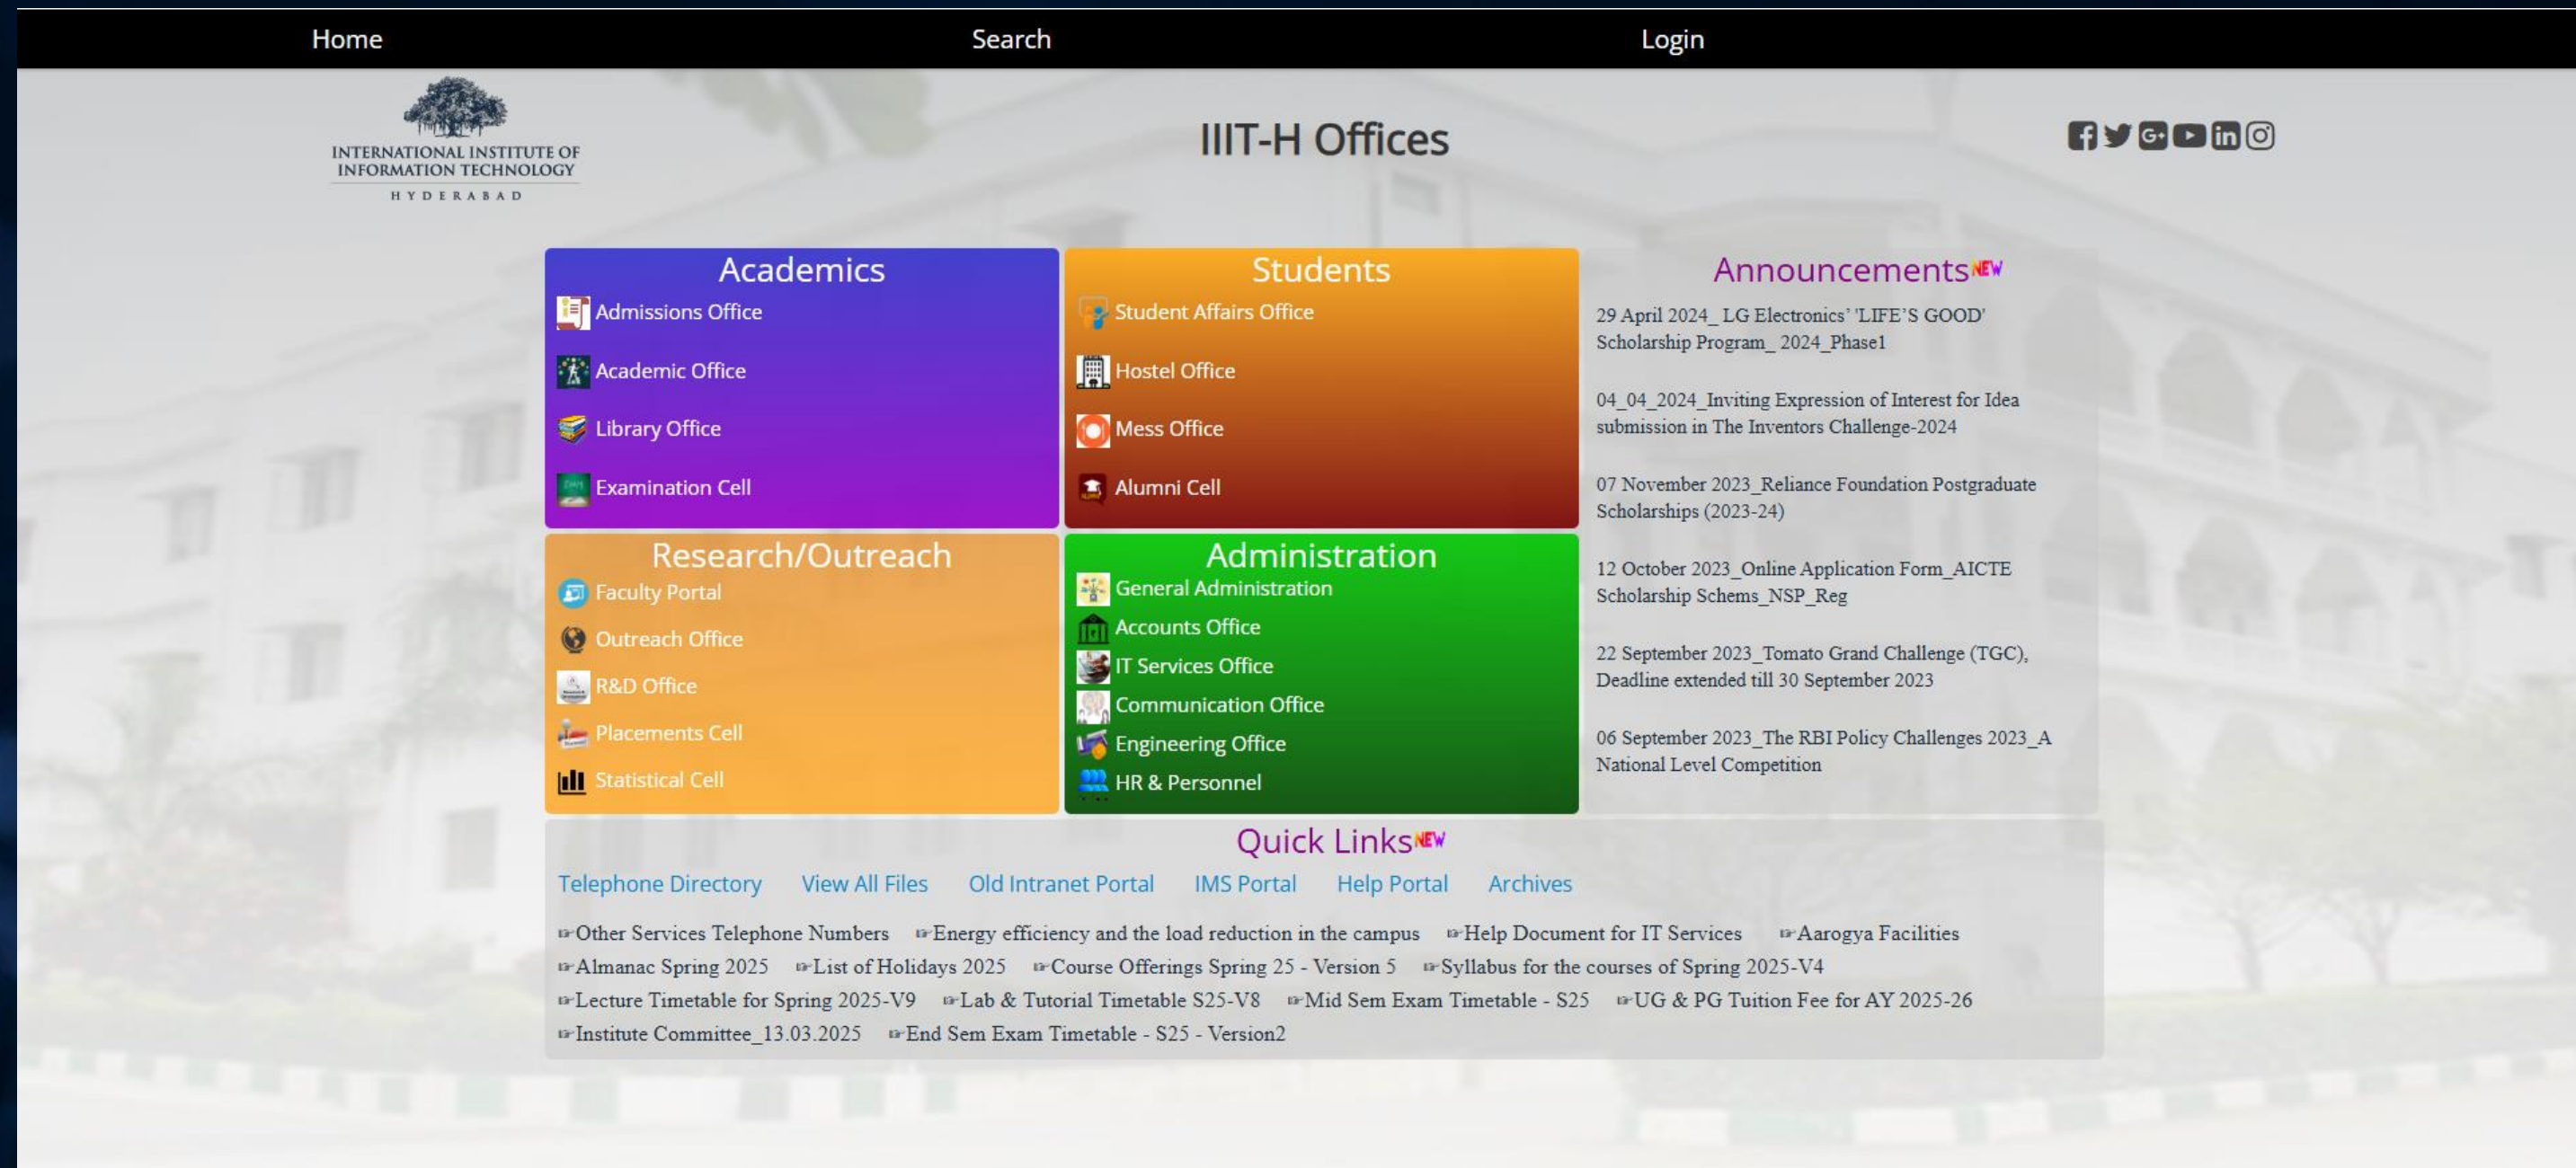 Home Search Login
INTERNATIONAL INSTITUTE OF
INFORMATION TECHNOLOGY
HYDERABAD
IIIT-H Offices
Academics
Admissions Office
Academic Office
Library Office
Examination Cell
Students
Student Affairs Office
Hostel Office
Mess Office
Alumni Cell
Announcements NEW
29 April 2024_ LG Electronics’ 'LIFE’S GOOD'
Scholarship Program_ 2024_Phase1
04_04_2024_Inviting Expression of Interest for Idea
submission in The Inventors Challenge-2024
07 November 2023_Reliance Foundation Postgraduate
Scholarships (2023-24)
12 October 2023_Online Application Form_AICTE
Scholarship Schems_NSP_Reg
22 September 2023_Tomato Grand Challenge (TGC),
Deadline extended till 30 September 2023
06 September 2023_The RBI Policy Challenges 2023_A
National Level Competition
Research/Outreach
Faculty Portal
Outreach Office
R&D Office
Placements Cell
Statistical Cell
Administration
General Administration
Accounts Office
IT Services Office
Communication Office
Engineering Office
HR & Personnel
Quick Links NEW
Telephone Directory View All Files Old Intranet Portal IMS Portal Help Portal Archives
☞Other Services Telephone Numbers ☞Energy efficiency and the load reduction in the campus ☞Help Document for IT Services ☞Aarogya Facilities
☞Almanac Spring 2025 ☞List of Holidays 2025 ☞Course Offerings Spring 25 - Version 5 ☞Syllabus for the courses of Spring 2025-V4
☞Lecture Timetable for Spring 2025-V9 ☞Lab & Tutorial Timetable S25-V8 ☞Mid Sem Exam Timetable - S25 ☞UG & PG Tuition Fee for AY 2025-26
☞Institute Committee_13.03.2025 ☞End Sem Exam Timetable - S25 - Version2